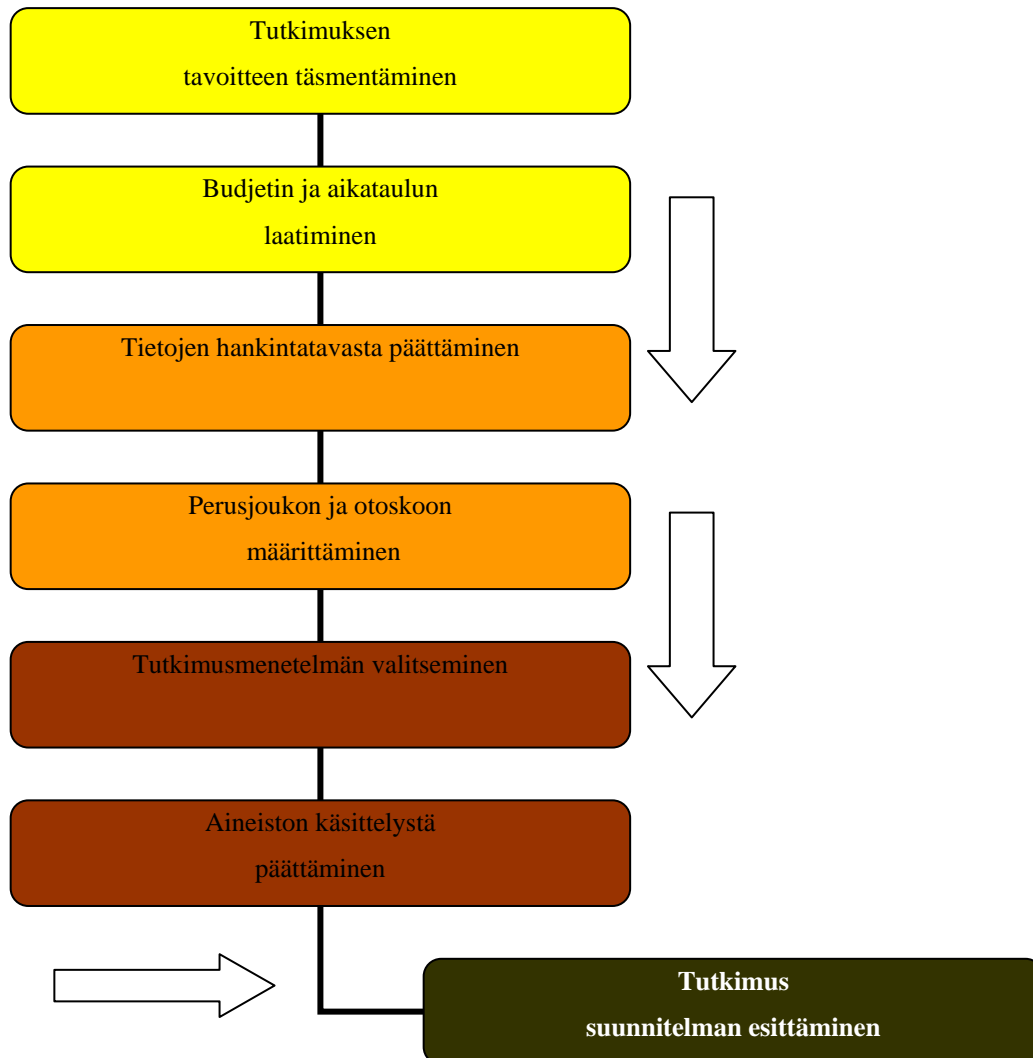 Tutkimuksen
tavoitteen täsmentäminen
Budjetin ja aikataulun
laatiminen
Tietojen hankintatavasta päättäminen
Perusjoukon ja otoskoon
määrittäminen
Tutkimusmenetelmän valitseminen
Aineiston käsittelystä
päättäminen
Tutkimus
suunnitelman esittäminen